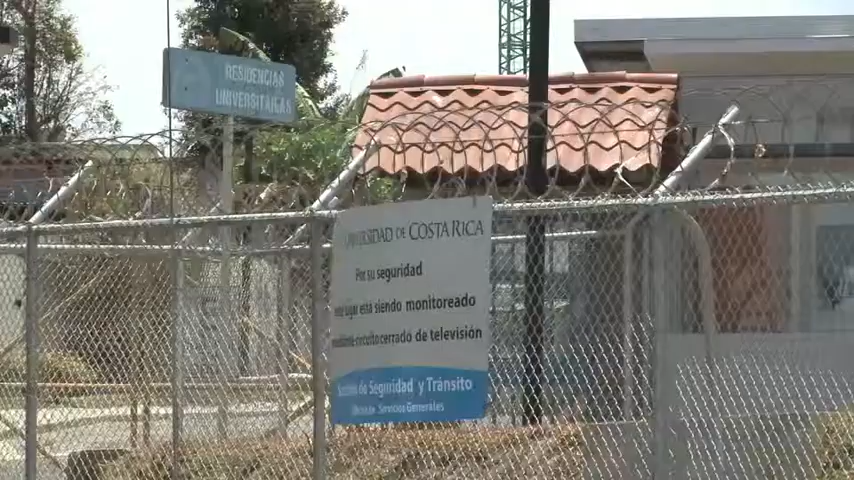 RESIDENCIAS
UNIVERSITARIAS
UNIVERSIDAD DE COSTA RICA
Por su seguridad
este lugar está siendo monitoreado
mediante circuito cerrado de televisión
Sección de Seguridad y Tránsito
Oficina de Servicios Generales